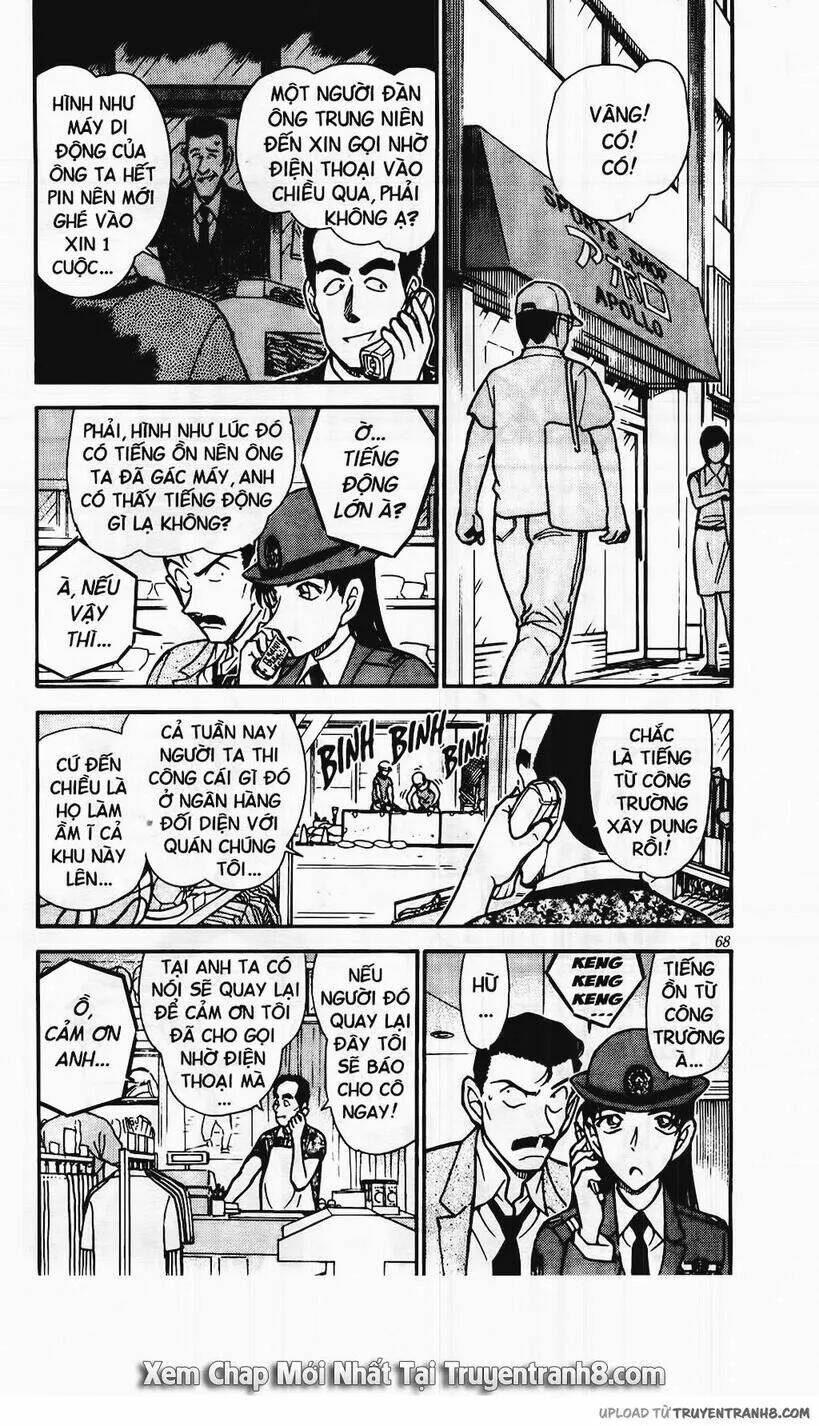 VÂNG!
CÓ!
CÓ!
SPORTS SHOP
アポロ
APOLLO
MỘT NGƯỜI ĐÀN
ÔNG TRUNG NIÊN
ĐẾN XIN GỌI NHỜ
ĐIỆN THOẠI VÀO
CHIỀU QUA, PHẢI
KHÔNG Ạ?
HÌNH NHƯ
MÁY DI
ĐỘNG CỦA
ÔNG TA HẾT
PIN NÊN MỚI
GHÉ VÀO
XIN 1
CUỘC...
Ờ...
TIẾNG
ĐỘNG
LỚN À?
PHẢI, HÌNH NHƯ LÚC ĐÓ
CÓ TIẾNG ỒN NÊN ÔNG
TA ĐÃ GÁC MÁY, ANH
CÓ THẤY TIẾNG ĐỘNG
GÌ LẠ KHÔNG?
À, NẾU
VẬY
THÌ...
CHẮC
LÀ TIẾNG
TỪ CÔNG
TRƯỜNG
XÂY DỤNG
RỒI!
BINH BINH BINH
CẢ TUẦN NAY
NGƯỜI TA THI
CÔNG CÁI GÌ ĐÓ
Ở NGÂN HÀNG
ĐỐI DIỆN VỚI
QUÁN CHÚNG
TÔI...
CỨ ĐẾN
CHIỀU LÀ
HỌ LÀM
ẦM Ĩ CẢ
KHU NÀY
LÊN...
68
TIẾNG
ỒN TỪ
CÔNG
TRƯỜNG
À...
KENG
KENG
KENG
...
HỪ
...
NẾU
NGƯỜI ĐÓ
QUAY LẠI
ĐÂY TÔI
SẼ BÁO
CHO CÔ
NGAY!
TẠI ANH TA CÓ
NÓI SẼ QUAY LẠI
ĐỂ CẢM ƠN TÔI
ĐÃ CHO GỌI
NHỜ ĐIỆN
THOẠI MÀ
...
Ồ,
CẢM ƠN
ANH...
Xem Chap Mới Nhất Tại Truyentranh8.com
UPLOAD TỪ TRUYENTRANH8.COM